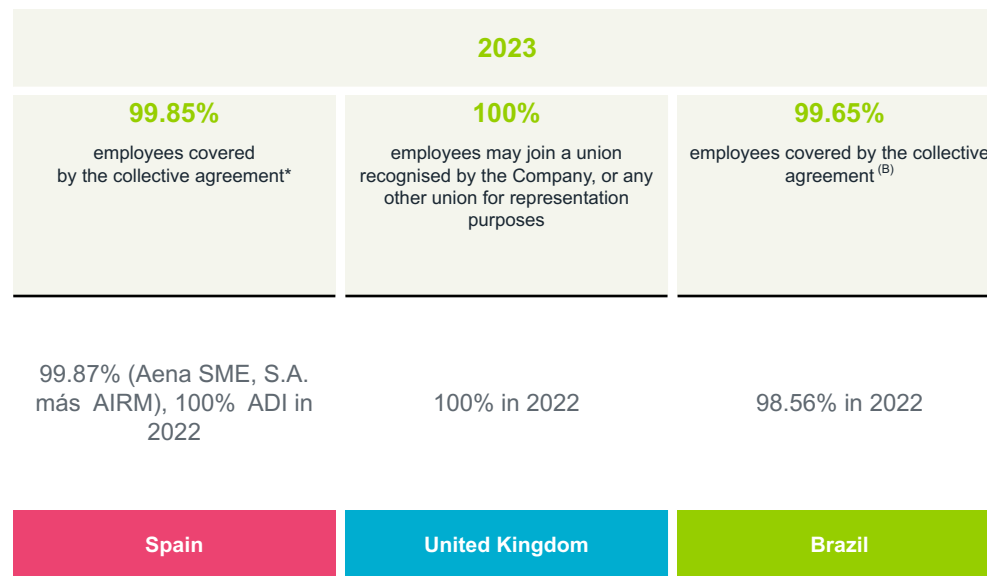 2023
99.85%
employees covered
by the collective agreement*
100%
employees may join a union
recognised by the Company, or any
other union for representation
purposes
99.65%
employees covered by the collective
agreement (B)
99.87% (Aena SME, S.A.
más AIRM), 100% ADI in
2022
100% in 2022
98.56% in 2022
Spain
United Kingdom
Brazil